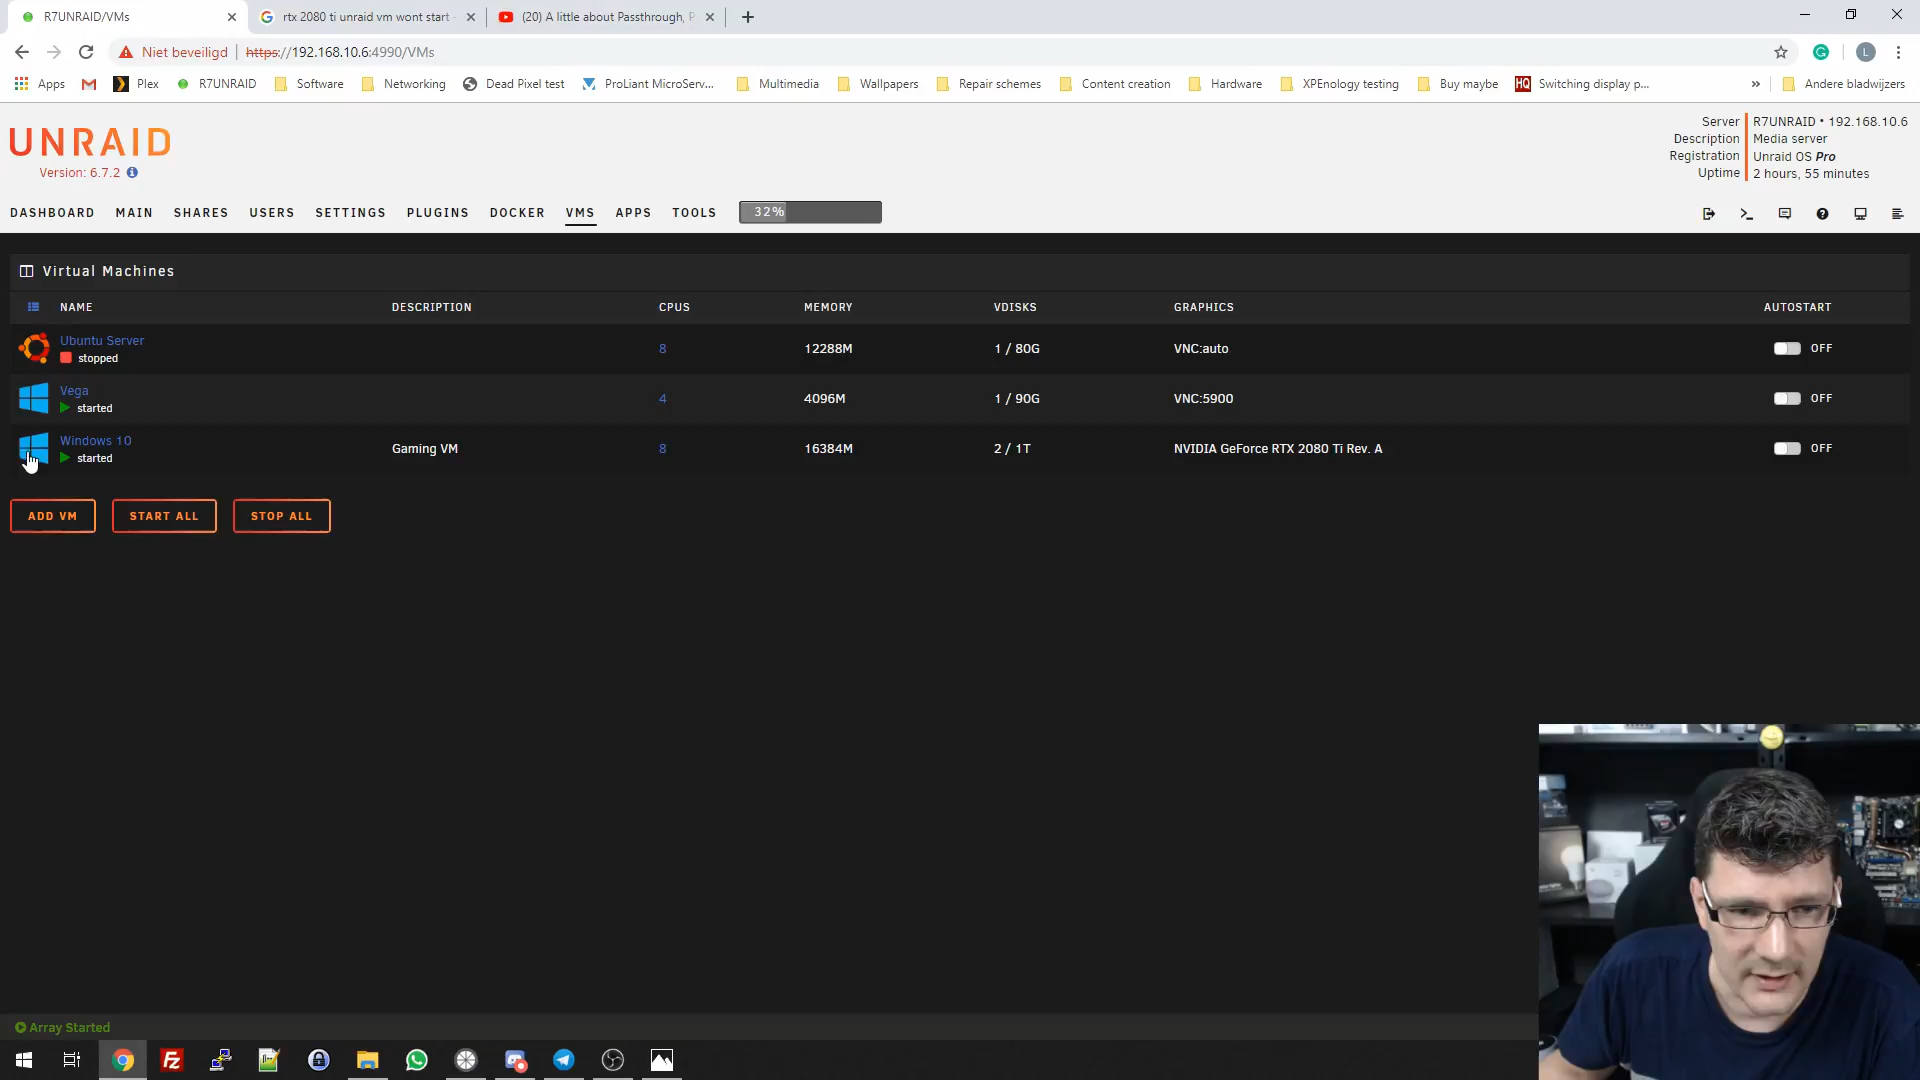 R7UNRAID/VMs
rtx 2080 ti unraid vm wont start
(20) A little about Passthrough, P
Niet beveiligd
https://192.168.10.6:4990/VMs
L
Apps
Plex
R7UNRAID
Software
Networking
Dead Pixel test
ProLiant MicroServ...
Multimedia
Wallpapers
Repair schemes
Content creation
Hardware
XPEnology testing
Buy maybe
HQ
Switching display p...
»
Andere bladwijzers
UNRAID
Version: 6.7.2
Server R7UNRAID • 192.168.10.6
Description Media server
Registration Unraid OS Pro
Uptime 2 hours, 55 minutes
DASHBOARD MAIN SHARES USERS SETTINGS PLUGINS DOCKER VMS APPS TOOLS 32%
Virtual Machines
NAME DESCRIPTION CPUS MEMORY VDISKS GRAPHICS AUTOSTART
Ubuntu Server
stopped
8 12288M 1 / 80G VNC:auto OFF
Vega
started
4 4096M 1 / 90G VNC:5900 OFF
Windows 10
started
Gaming VM 8 16384M 2 / 1T NVIDIA GeForce RTX 2080 Ti Rev. A OFF
ADD VM START ALL STOP ALL
Array Started
Fz